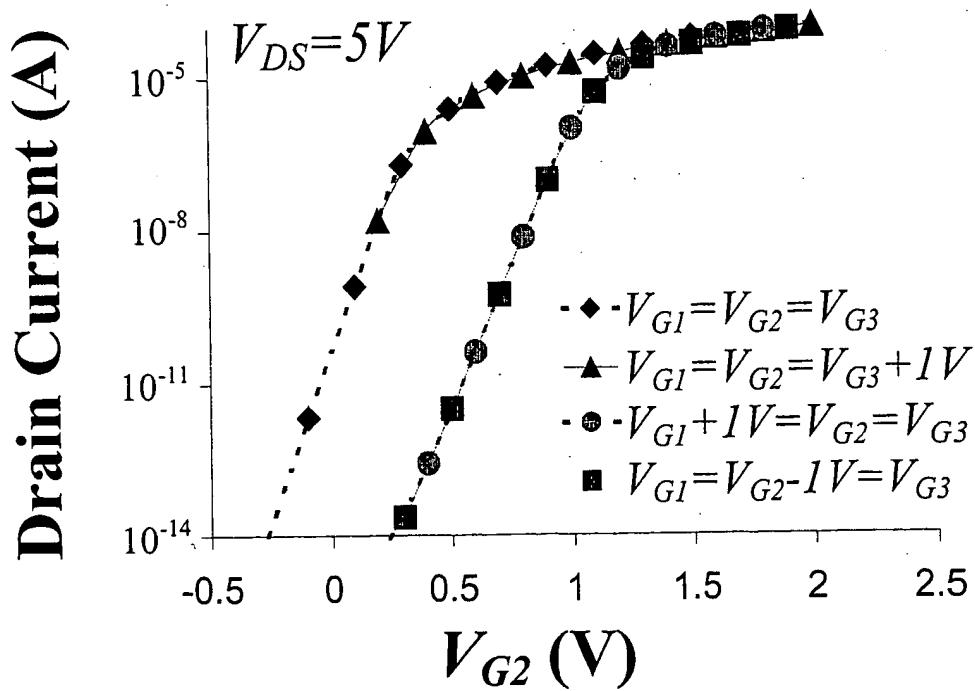 Drain Current (A)
V_DS=5V
10^-5
10^-8
10^-11
10^-14
V_G1=V_G2=V_G3
V_G1=V_G2=V_G3+1V
V_G1+1V=V_G2=V_G3
V_G1=V_G2-1V=V_G3
-0.5 0 0.5 1 1.5 2 2.5
V_G2 (V)